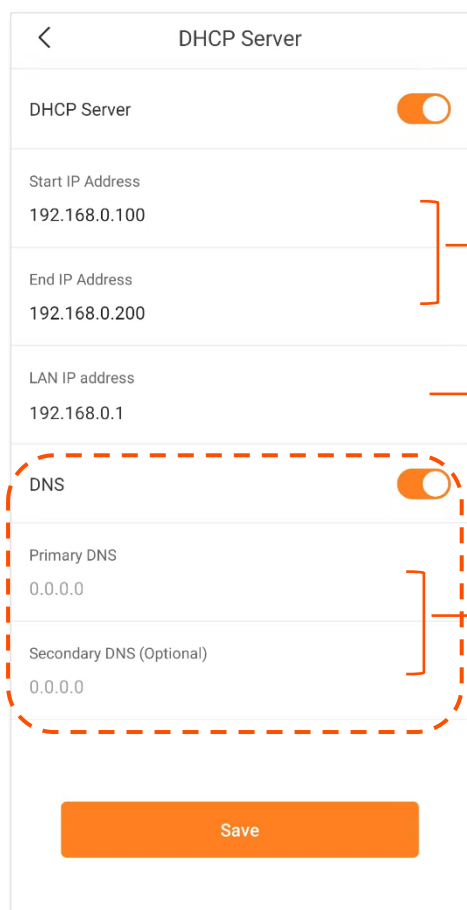 DHCP Server
DHCP Server
Start IP Address
192.168.0.100
End IP Address
192.168.0.200
LAN IP address
192.168.0.1
DNS
Primary DNS
0.0.0.0
Secondary DNS (Optional)
0.0.0.0
Save